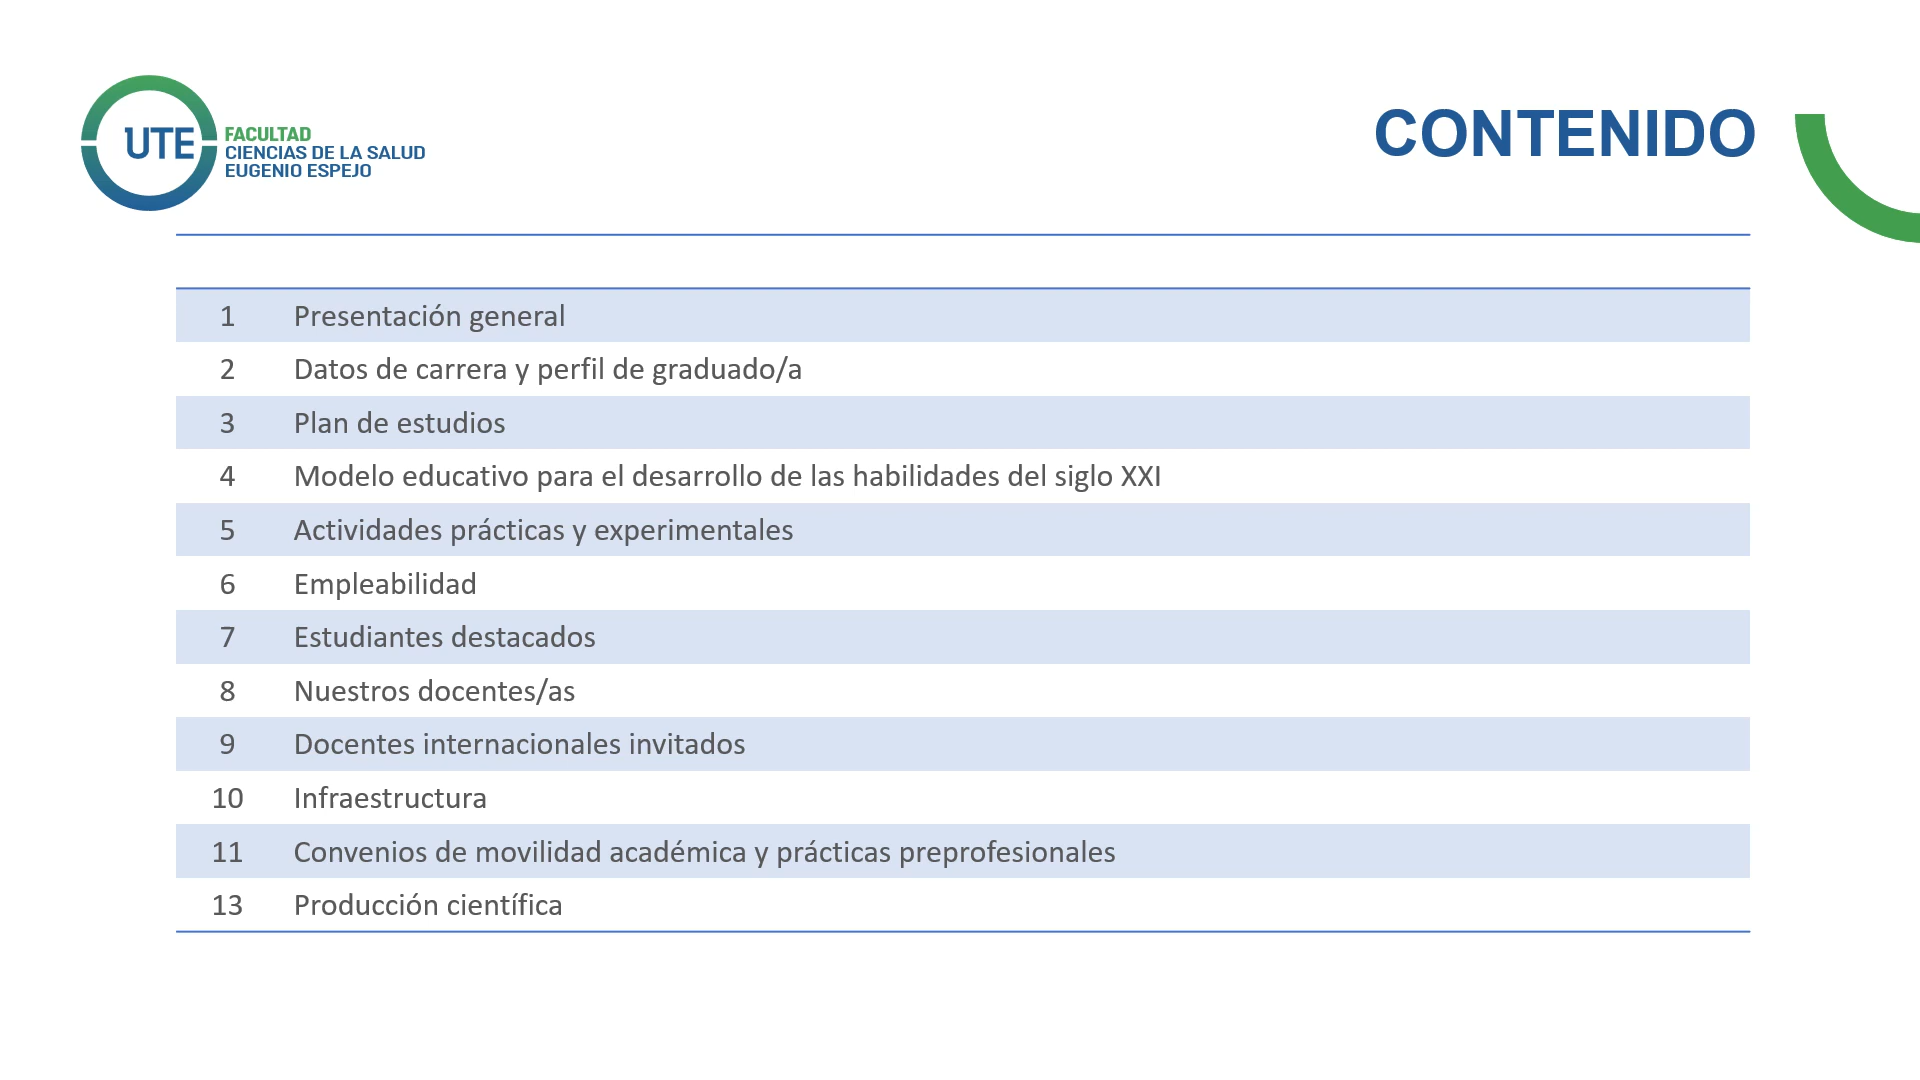 UTE
FACULTAD
CIENCIAS DE LA SALUD
EUGENIO ESPEJO
CONTENIDO
1 Presentación general
2 Datos de carrera y perfil de graduado/a
3 Plan de estudios
4 Modelo educativo para el desarrollo de las habilidades del siglo XXI
5 Actividades prácticas y experimentales
6 Empleabilidad
7 Estudiantes destacados
8 Nuestros docentes/as
9 Docentes internacionales invitados
10 Infraestructura
11 Convenios de movilidad académica y prácticas preprofesionales
13 Producción científica